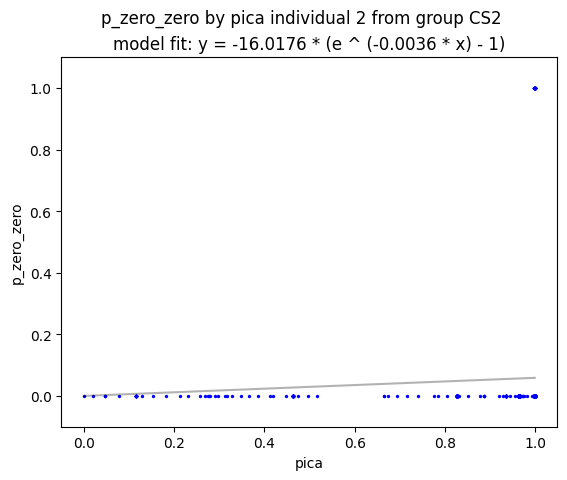 p_zero_zero by pica individual 2 from group CS2
model fit: y = -16.0176 * (e ^ (-0.0036 * x) - 1)
1.0
0.8
0.6
0.4
0.2
0.0
p_zero_zero
0.0 0.2 0.4 0.6 0.8 1.0
pica